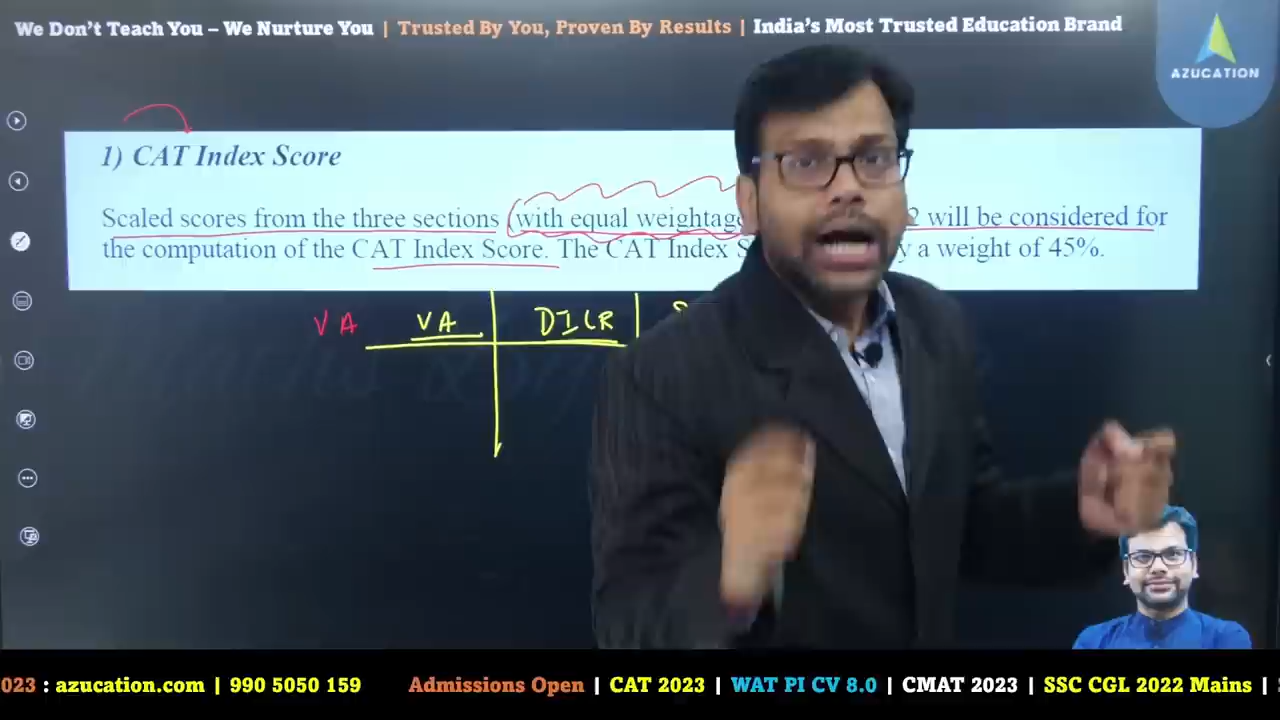 We Don’t Teach You – We Nurture You | Trusted By You, Proven By Results | India’s Most Trusted Education Brand
AZUCATION
1) CAT Index Score
Scaled scores from the three sections (with equal weightage 2 will be considered for
the computation of the CAT Index Score. The CAT Index S y a weight of 45%.
VA VA DILR
023 : azucation.com | 990 5050 159 Admissions Open | CAT 2023 | WAT PI CV 8.0 | CMAT 2023 | SSC CGL 2022 Mains |